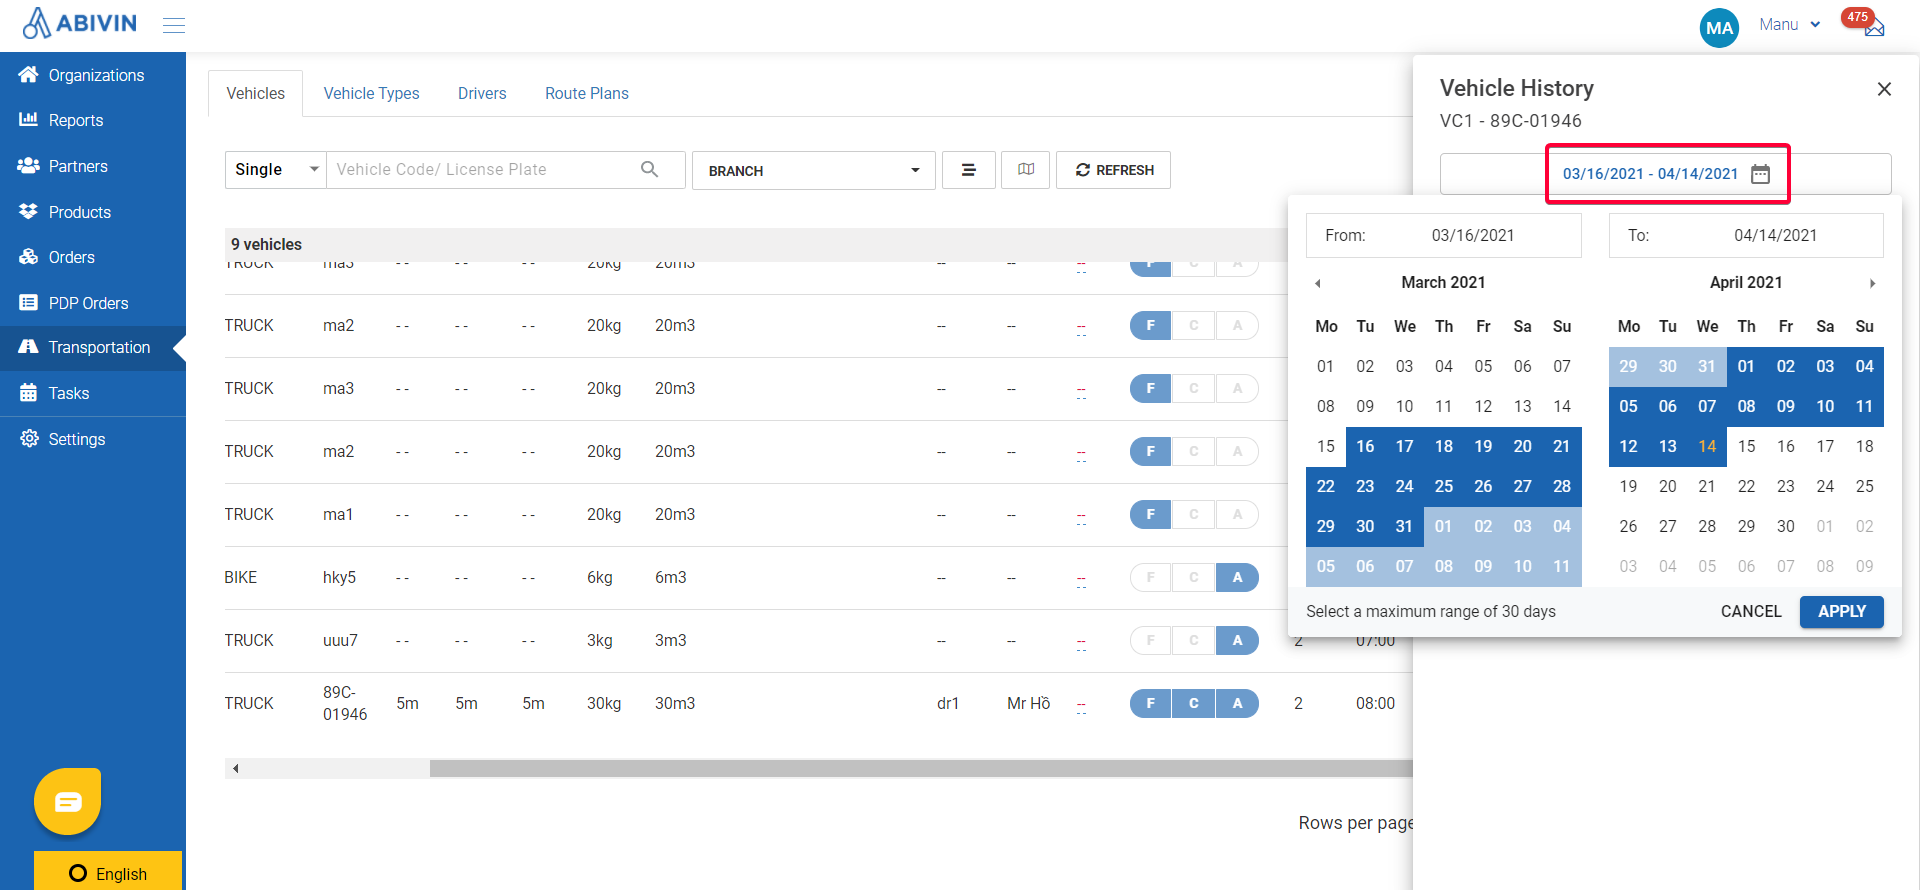 ABIVIN
MA
Manu
475
Organizations
Reports
Partners
Products
Orders
PDP Orders
Transportation
Tasks
Settings
English
Vehicles Vehicle Types Drivers Route Plans
Single Vehicle Code/ License Plate BRANCH REFRESH
9 vehicles
TRUCK ma3 - - - - - - 20kg 20m3 -- -- -- F C A
TRUCK ma2 - - - - - - 20kg 20m3 -- -- -- F C A
TRUCK ma3 - - - - - - 20kg 20m3 -- -- -- F C A
TRUCK ma2 - - - - - - 20kg 20m3 -- -- -- F C A
TRUCK ma1 - - - - - - 20kg 20m3 -- -- -- F C A
BIKE hky5 - - - - - - 6kg 6m3 -- -- -- F C A
TRUCK uuu7 - - - - - - 3kg 3m3 -- -- -- F C A 2 07:00
TRUCK 89C-01946 5m 5m 5m 30kg 30m3 dr1 Mr Hồ -- F C A 2 08:00
Rows per page
Vehicle History
VC1 - 89C-01946
03/16/2021 - 04/14/2021
From: 03/16/2021
March 2021
Mo Tu We Th Fr Sa Su
01 02 03 04 05 06 07
08 09 10 11 12 13 14
15 16 17 18 19 20 21
22 23 24 25 26 27 28
29 30 31 01 02 03 04
05 06 07 08 09 10 11
To: 04/14/2021
April 2021
Mo Tu We Th Fr Sa Su
29 30 31 01 02 03 04
05 06 07 08 09 10 11
12 13 14 15 16 17 18
19 20 21 22 23 24 25
26 27 28 29 30 01 02
03 04 05 06 07 08 09
Select a maximum range of 30 days
CANCEL APPLY